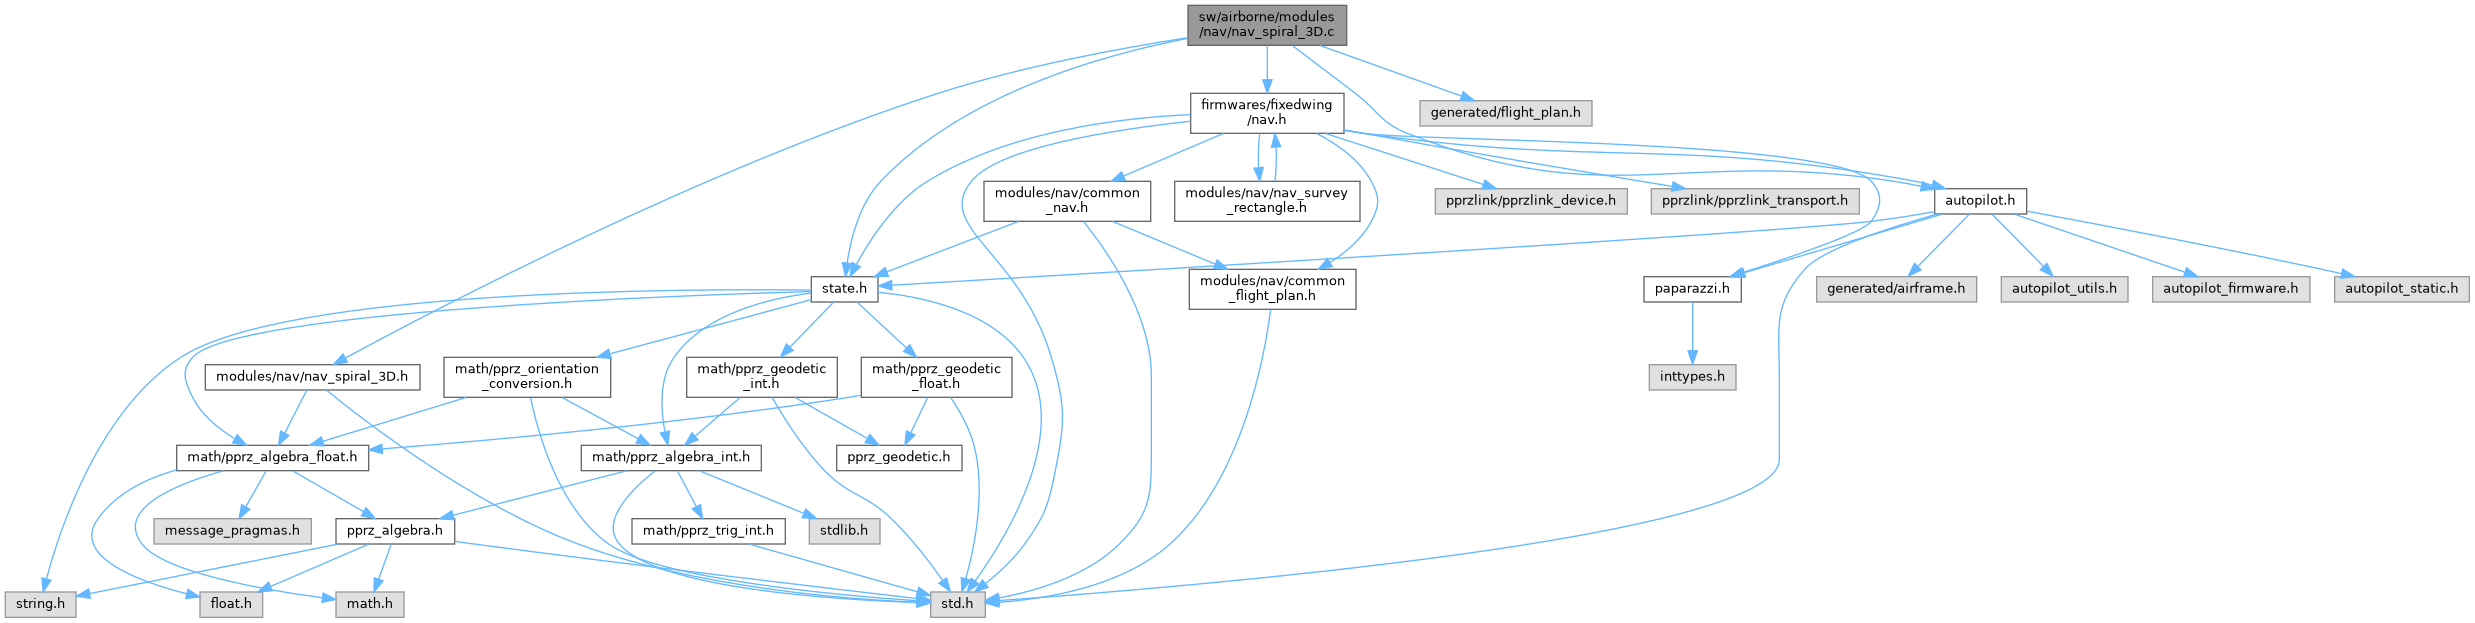 sw/airborne/modules
/nav/nav_spiral_3D.c
firmwares/fixedwing
/nav.h
generated/flight_plan.h
modules/nav/common
_nav.h
modules/nav/nav_survey
_rectangle.h
pprzlink/pprzlink_device.h
pprzlink/pprzlink_transport.h
autopilot.h
state.h
modules/nav/common
_flight_plan.h
paparazzi.h
generated/airframe.h
autopilot_utils.h
autopilot_firmware.h
autopilot_static.h
modules/nav/nav_spiral_3D.h
math/pprz_orientation
_conversion.h
math/pprz_geodetic
_int.h
math/pprz_geodetic
_float.h
inttypes.h
math/pprz_algebra_float.h
math/pprz_algebra_int.h
pprz_geodetic.h
message_pragmas.h
pprz_algebra.h
math/pprz_trig_int.h
stdlib.h
string.h
float.h
math.h
std.h